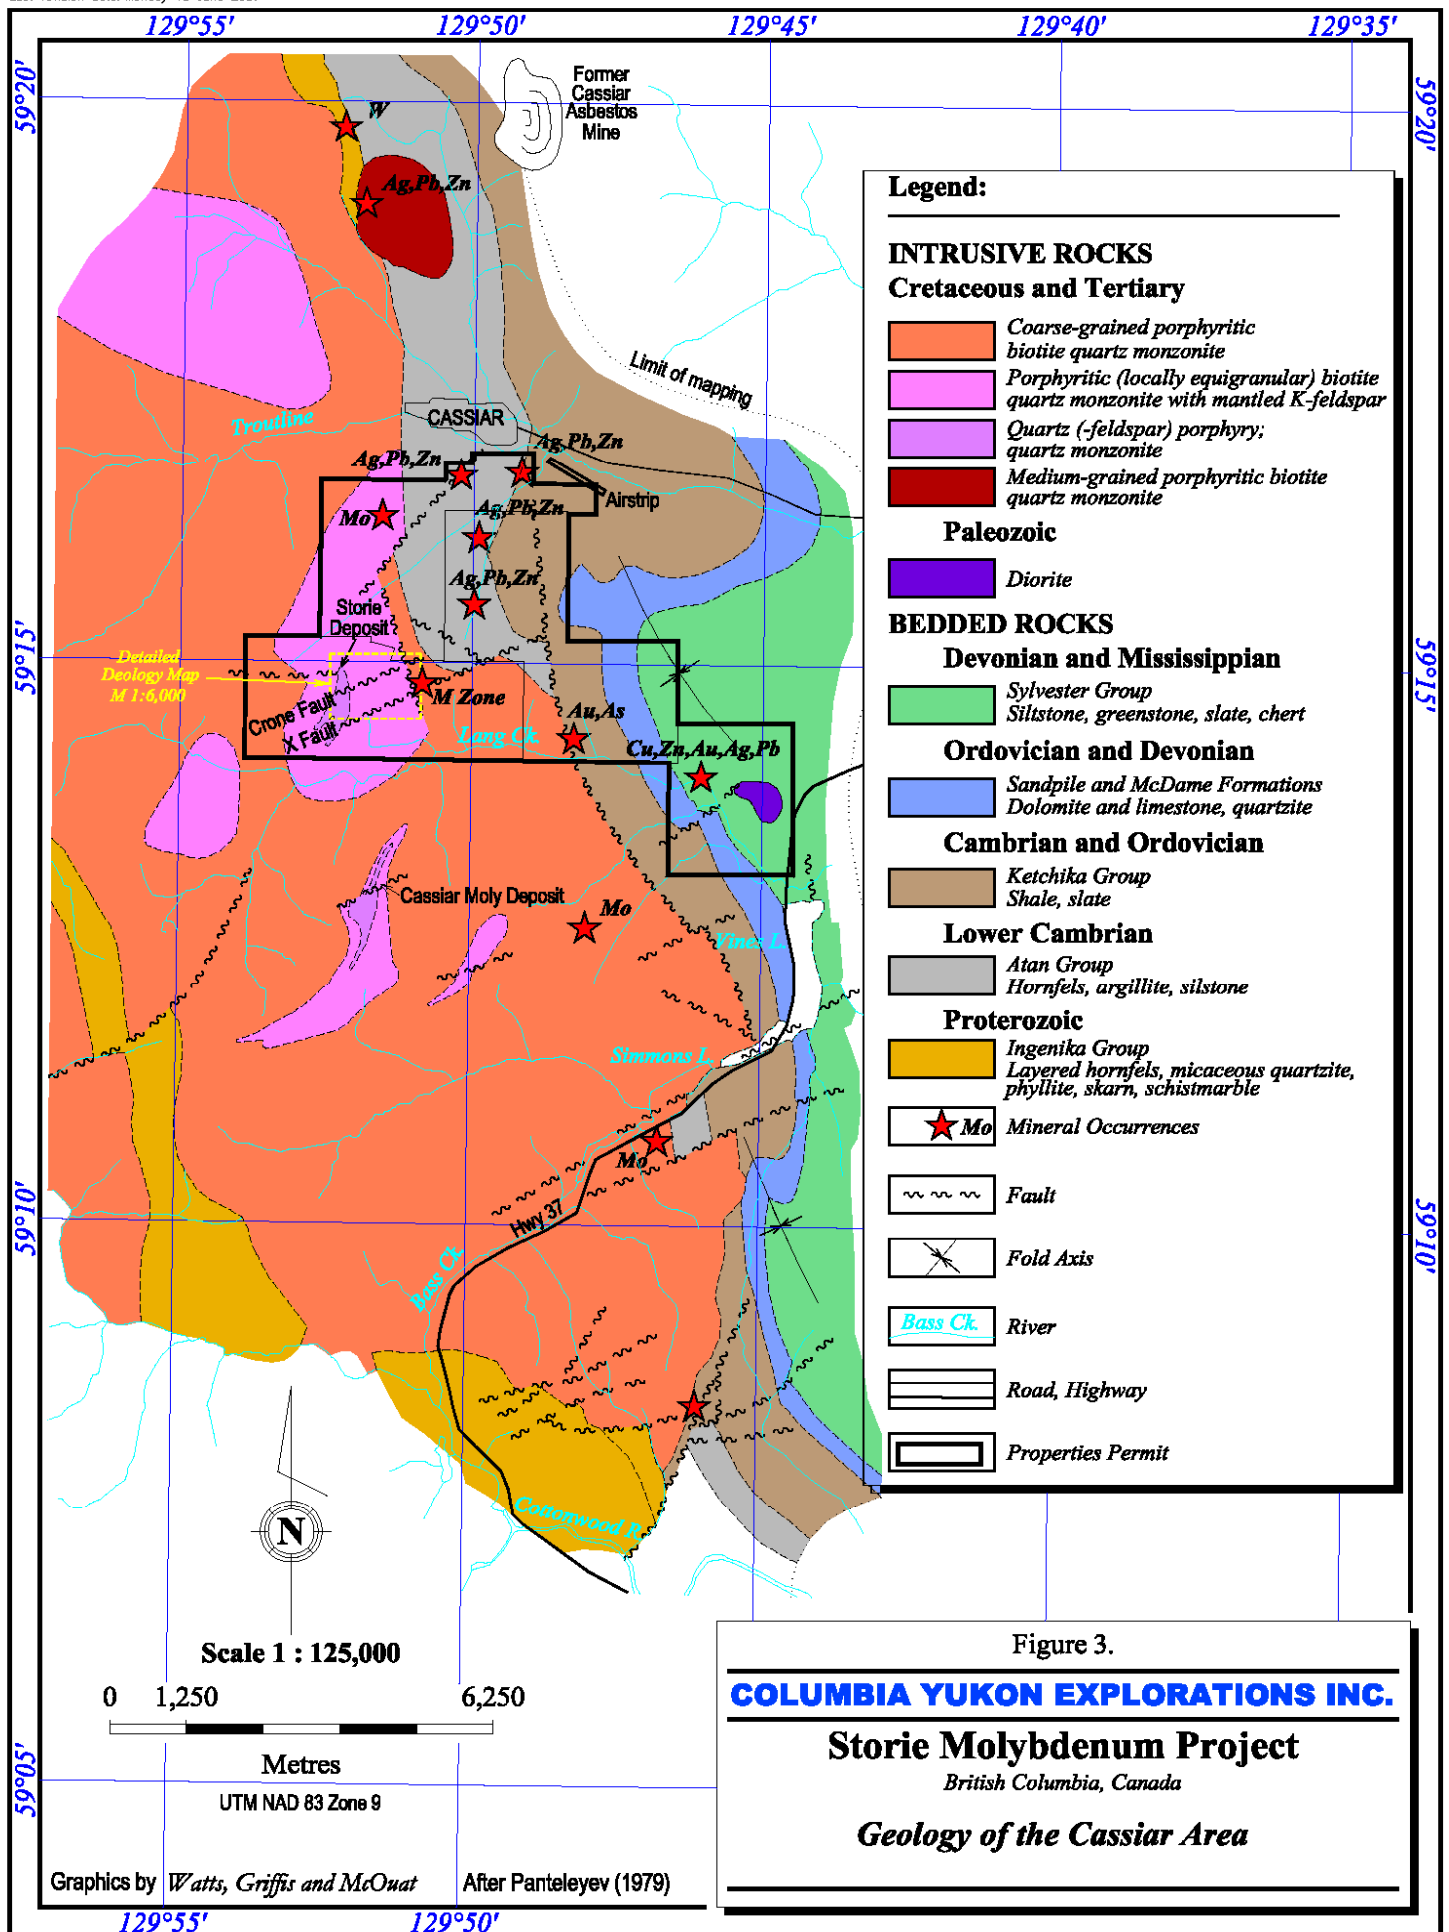 129°55'
129°50'
129°45'
129°40'
129°35'
59°20'
59°20'
Former
Cassiar
Asbestos
Mine
W
Ag,Pb,Zn
Limit of mapping
Troutline
CASSIAR
Ag,Pb,Zn
Ag,Pb,Zn
Airstrip
Mo
Ag,Pb,Zn
Ag,Pb,Zn
Storie
Deposit
59°15'
59°15'
Detailed
Deology Map
M 1:6,000
M Zone
Crone Fault
X Fault
Lang Ck.
Au,As
Cu,Zn,Au,Ag,Pb
Cassiar Moly Deposit
Mo
Vines L.
Simmons L.
Mo
Hwy 37
59°10'
59°10'
Bass Ck.
Cottonwood R.
Legend:
INTRUSIVE ROCKS
Cretaceous and Tertiary
Coarse-grained porphyritic
biotite quartz monzonite
Porphyritic (locally equigranular) biotite
quartz monzonite with mantled K-feldspar
Quartz (-feldspar) porphyry;
quartz monzonite
Medium-grained porphyritic biotite
quartz monzonite
Paleozoic
Diorite
BEDDED ROCKS
Devonian and Mississippian
Sylvester Group
Siltstone, greenstone, slate, chert
Ordovician and Devonian
Sandpile and McDame Formations
Dolomite and limestone, quartzite
Cambrian and Ordovician
Ketchika Group
Shale, slate
Lower Cambrian
Atan Group
Hornfels, argillite, silstone
Proterozoic
Ingenika Group
Layered hornfels, micaceous quartzite,
phyllite, skarn, schistmarble
Mo Mineral Occurrences
Fault
Fold Axis
Bass Ck. River
Road, Highway
Properties Permit
N
Scale 1 : 125,000
0 1,250 6,250
Metres
UTM NAD 83 Zone 9
59°05'
Graphics by Watts, Griffis and McOuat After Panteleyev (1979)
129°55'
129°50'
Figure 3.
COLUMBIA YUKON EXPLORATIONS INC.
Storie Molybdenum Project
British Columbia, Canada
Geology of the Cassiar Area